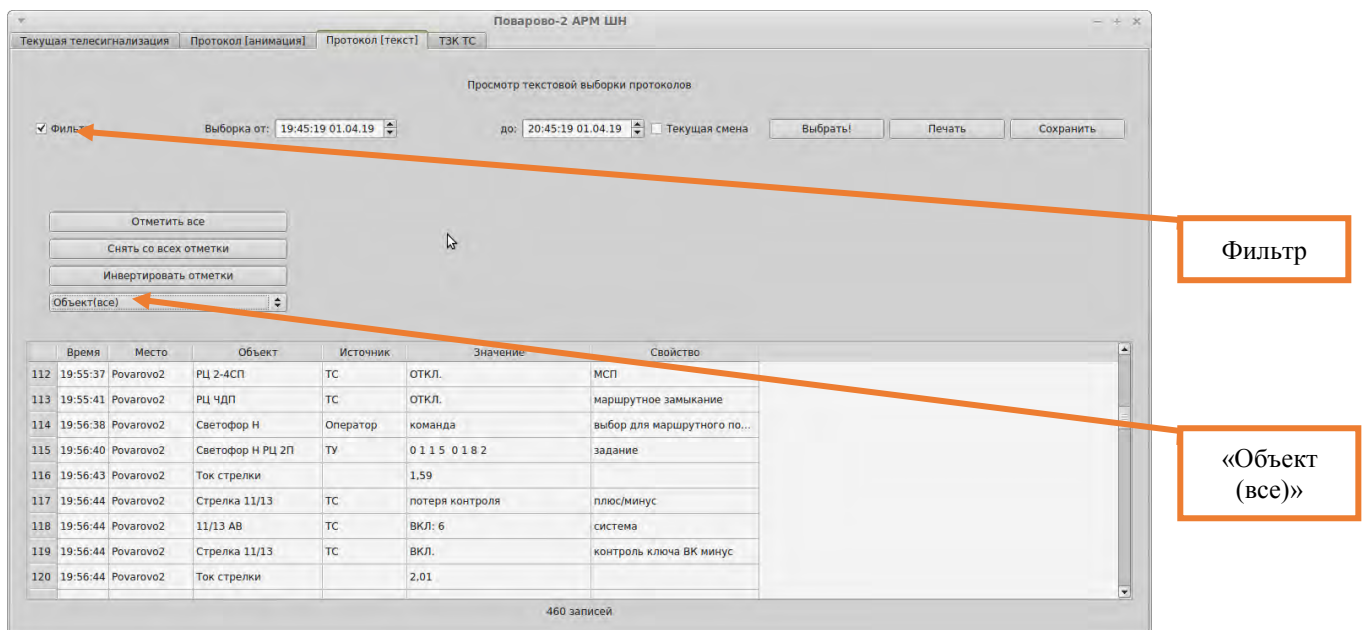 Поварово-2 АРМ ШН
Текущая телесигнализация Протокол [анимация] Протокол [текст] ТЗК ТС
Просмотр текстовой выборки протоколов
Выборка от: 19:45:19 01.04.19 до: 20:45:19 01.04.19 Текущая смена Выбрать! Печать Сохранить
Отметить все
Снять со всех отметки
Инвертировать отметки
Объект(все)
Фильтр
Время Место Объект Источник Значение Свойство
112 19:55:37 Povarovo2 РЦ 2-4СП ТС ОТКЛ. МСП
113 19:55:41 Povarovo2 РЦ ЧДП ТС ОТКЛ. маршрутное замыкание
114 19:56:38 Povarovo2 Светофор Н Оператор команда выбор для маршрутного по...
115 19:56:40 Povarovo2 Светофор Н РЦ 2П ТУ 0 1 1 5 0 1 8 2 задание
116 19:56:43 Povarovo2 Ток стрелки 1,59
117 19:56:44 Povarovo2 Стрелка 11/13 ТС потеря контроля плюс/минус
118 19:56:44 Povarovo2 11/13 АВ ТС ВКЛ: 6 система
119 19:56:44 Povarovo2 Стрелка 11/13 ТС ВКЛ. контроль ключа ВК минус
120 19:56:44 Povarovo2 Ток стрелки 2,01
«Объект
(все)»
460 записей